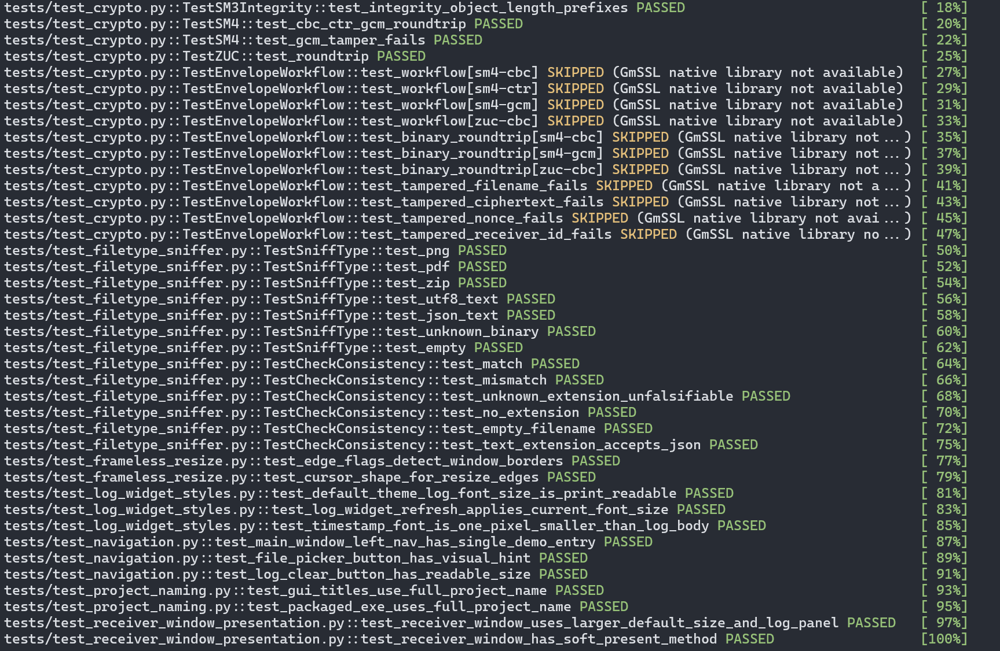 tests/test_crypto.py::TestSM3Integrity::test_integrity_object_length_prefixes PASSED [ 18%]
tests/test_crypto.py::TestSM4::test_cbc_ctr_gcm_roundtrip PASSED [ 20%]
tests/test_crypto.py::TestSM4::test_gcm_tamper_fails PASSED [ 22%]
tests/test_crypto.py::TestZUC::test_roundtrip PASSED [ 25%]
tests/test_crypto.py::TestEnvelopeWorkflow::test_workflow[sm4-cbc] SKIPPED (GmSSL native library not available) [ 27%]
tests/test_crypto.py::TestEnvelopeWorkflow::test_workflow[sm4-ctr] SKIPPED (GmSSL native library not available) [ 29%]
tests/test_crypto.py::TestEnvelopeWorkflow::test_workflow[sm4-gcm] SKIPPED (GmSSL native library not available) [ 31%]
tests/test_crypto.py::TestEnvelopeWorkflow::test_workflow[zuc-cbc] SKIPPED (GmSSL native library not available) [ 33%]
tests/test_crypto.py::TestEnvelopeWorkflow::test_binary_roundtrip[sm4-cbc] SKIPPED (GmSSL native library not...) [ 35%]
tests/test_crypto.py::TestEnvelopeWorkflow::test_binary_roundtrip[sm4-gcm] SKIPPED (GmSSL native library not...) [ 37%]
tests/test_crypto.py::TestEnvelopeWorkflow::test_binary_roundtrip[zuc-cbc] SKIPPED (GmSSL native library not...) [ 39%]
tests/test_crypto.py::TestEnvelopeWorkflow::test_tampered_filename_fails SKIPPED (GmSSL native library not a...) [ 41%]
tests/test_crypto.py::TestEnvelopeWorkflow::test_tampered_ciphertext_fails SKIPPED (GmSSL native library not...) [ 43%]
tests/test_crypto.py::TestEnvelopeWorkflow::test_tampered_nonce_fails SKIPPED (GmSSL native library not avai...) [ 45%]
tests/test_crypto.py::TestEnvelopeWorkflow::test_tampered_receiver_id_fails SKIPPED (GmSSL native library no...) [ 47%]
tests/test_filetype_sniffer.py::TestSniffType::test_png PASSED [ 50%]
tests/test_filetype_sniffer.py::TestSniffType::test_pdf PASSED [ 52%]
tests/test_filetype_sniffer.py::TestSniffType::test_zip PASSED [ 54%]
tests/test_filetype_sniffer.py::TestSniffType::test_utf8_text PASSED [ 56%]
tests/test_filetype_sniffer.py::TestSniffType::test_json_text PASSED [ 58%]
tests/test_filetype_sniffer.py::TestSniffType::test_unknown_binary PASSED [ 60%]
tests/test_filetype_sniffer.py::TestSniffType::test_empty PASSED [ 62%]
tests/test_filetype_sniffer.py::TestCheckConsistency::test_match PASSED [ 64%]
tests/test_filetype_sniffer.py::TestCheckConsistency::test_mismatch PASSED [ 66%]
tests/test_filetype_sniffer.py::TestCheckConsistency::test_unknown_extension_unfalsifiable PASSED [ 68%]
tests/test_filetype_sniffer.py::TestCheckConsistency::test_no_extension PASSED [ 70%]
tests/test_filetype_sniffer.py::TestCheckConsistency::test_empty_filename PASSED [ 72%]
tests/test_filetype_sniffer.py::TestCheckConsistency::test_text_extension_accepts_json PASSED [ 75%]
tests/test_frameless_resize.py::test_edge_flags_detect_window_borders PASSED [ 77%]
tests/test_frameless_resize.py::test_cursor_shape_for_resize_edges PASSED [ 79%]
tests/test_log_widget_styles.py::test_default_theme_log_font_size_is_print_readable PASSED [ 81%]
tests/test_log_widget_styles.py::test_log_widget_refresh_applies_current_font_size PASSED [ 83%]
tests/test_log_widget_styles.py::test_timestamp_font_is_one_pixel_smaller_than_log_body PASSED [ 85%]
tests/test_navigation.py::test_main_window_left_nav_has_single_demo_entry PASSED [ 87%]
tests/test_navigation.py::test_file_picker_button_has_visual_hint PASSED [ 89%]
tests/test_navigation.py::test_log_clear_button_has_readable_size PASSED [ 91%]
tests/test_project_naming.py::test_gui_titles_use_full_project_name PASSED [ 93%]
tests/test_project_naming.py::test_packaged_exe_uses_full_project_name PASSED [ 95%]
tests/test_receiver_window_presentation.py::test_receiver_window_uses_larger_default_size_and_log_panel PASSED [ 97%]
tests/test_receiver_window_presentation.py::test_receiver_window_has_soft_present_method PASSED [100%]